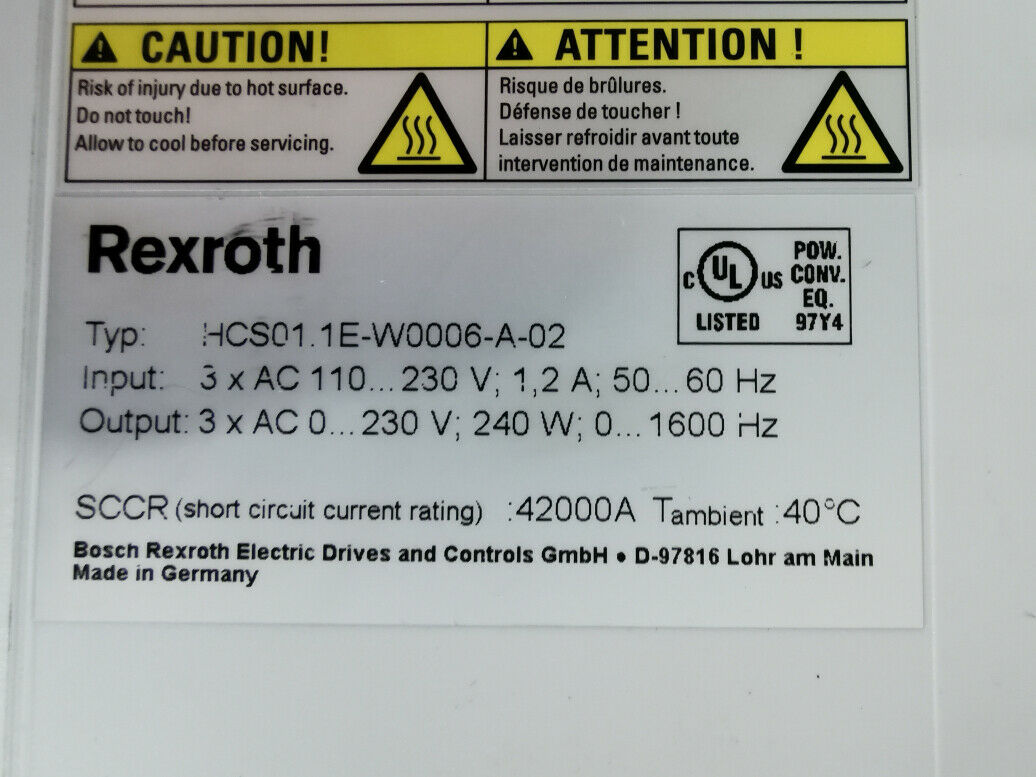 CAUTION!
Risk of injury due to hot surface.
Do not touch!
Allow to cool before servicing.
ATTENTION !
Risque de brûlures.
Défense de toucher !
Laisser refroidir avant toute
intervention de maintenance.
Rexroth
C UL US
LISTED
POW.
CONV.
EQ.
97Y4
Typ: HCS01.1E-W0006-A-02
Input: 3 x AC 110...230 V; 1,2 A; 50...60 Hz
Output: 3 x AC 0...230 V; 240 W; 0...1600 Hz
SCCR (short circuit current rating) :42000A Tambient :40°C
Bosch Rexroth Electric Drives and Controls GmbH • D-97816 Lohr am Main
Made in Germany